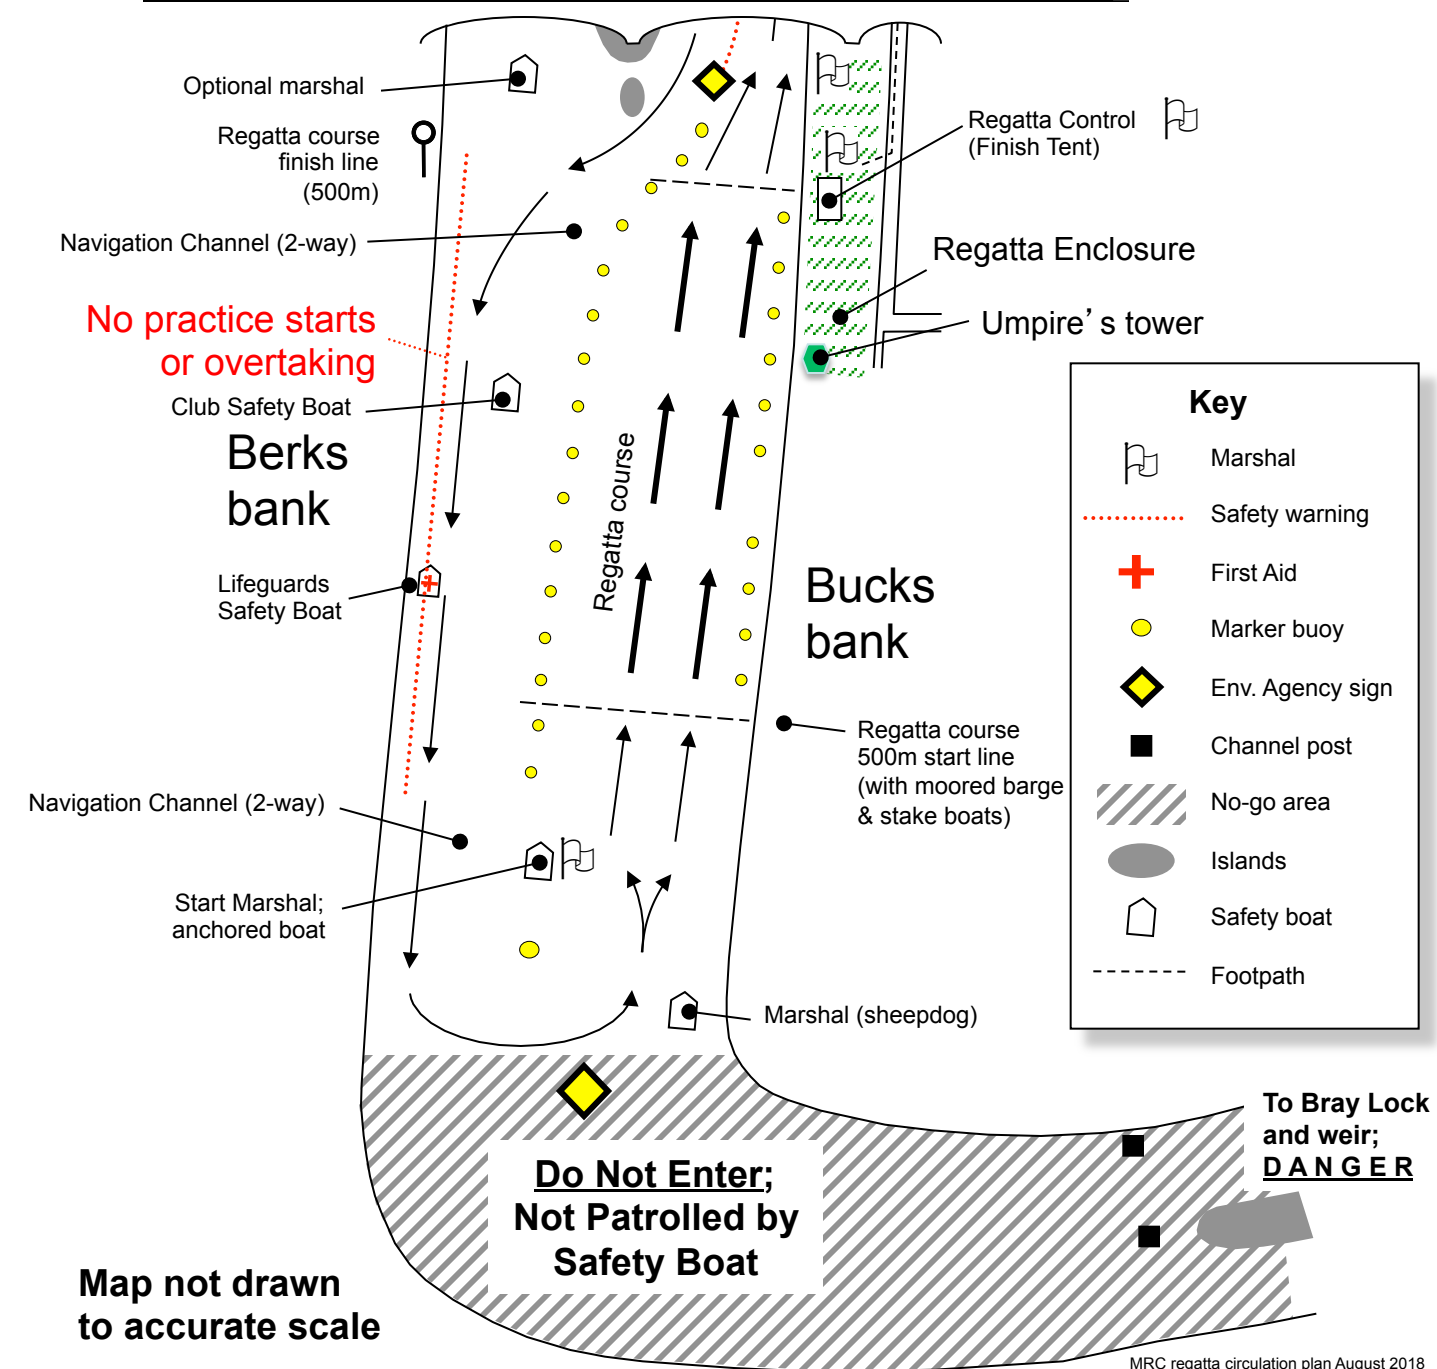 Optional marshal
Regatta course
finish line
(500m)
Regatta Control
(Finish Tent)
Navigation Channel (2-way)
Regatta Enclosure
No practice starts
or overtaking
Umpire's tower
Club Safety Boat
Berks
bank
Regatta course
Lifeguards
Safety Boat
Bucks
bank
Regatta course
500m start line
(with moored barge
& stake boats)
Navigation Channel (2-way)
Start Marshal;
anchored boat
Marshal (sheepdog)
Key
Marshal
Safety warning
First Aid
Marker buoy
Env. Agency sign
Channel post
No-go area
Islands
Safety boat
Footpath
To Bray Lock
and weir;
D A N G E R
Do Not Enter;
Not Patrolled by
Safety Boat
Map not drawn
to accurate scale
MRC regatta circulation plan August 2018